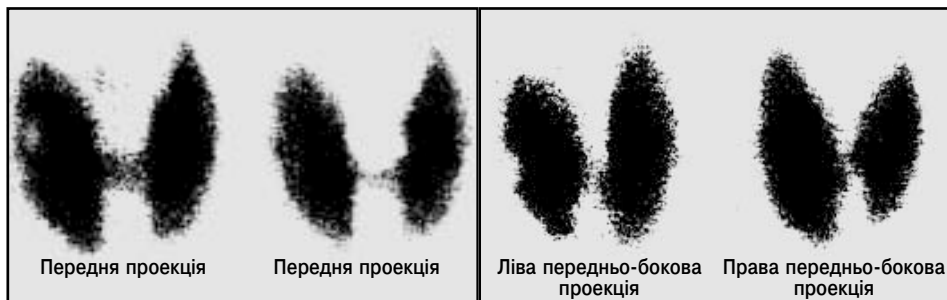 Передня проекція
Передня проекція
Ліва передньо-бокова
проекція
Права передньо-бокова
проекція